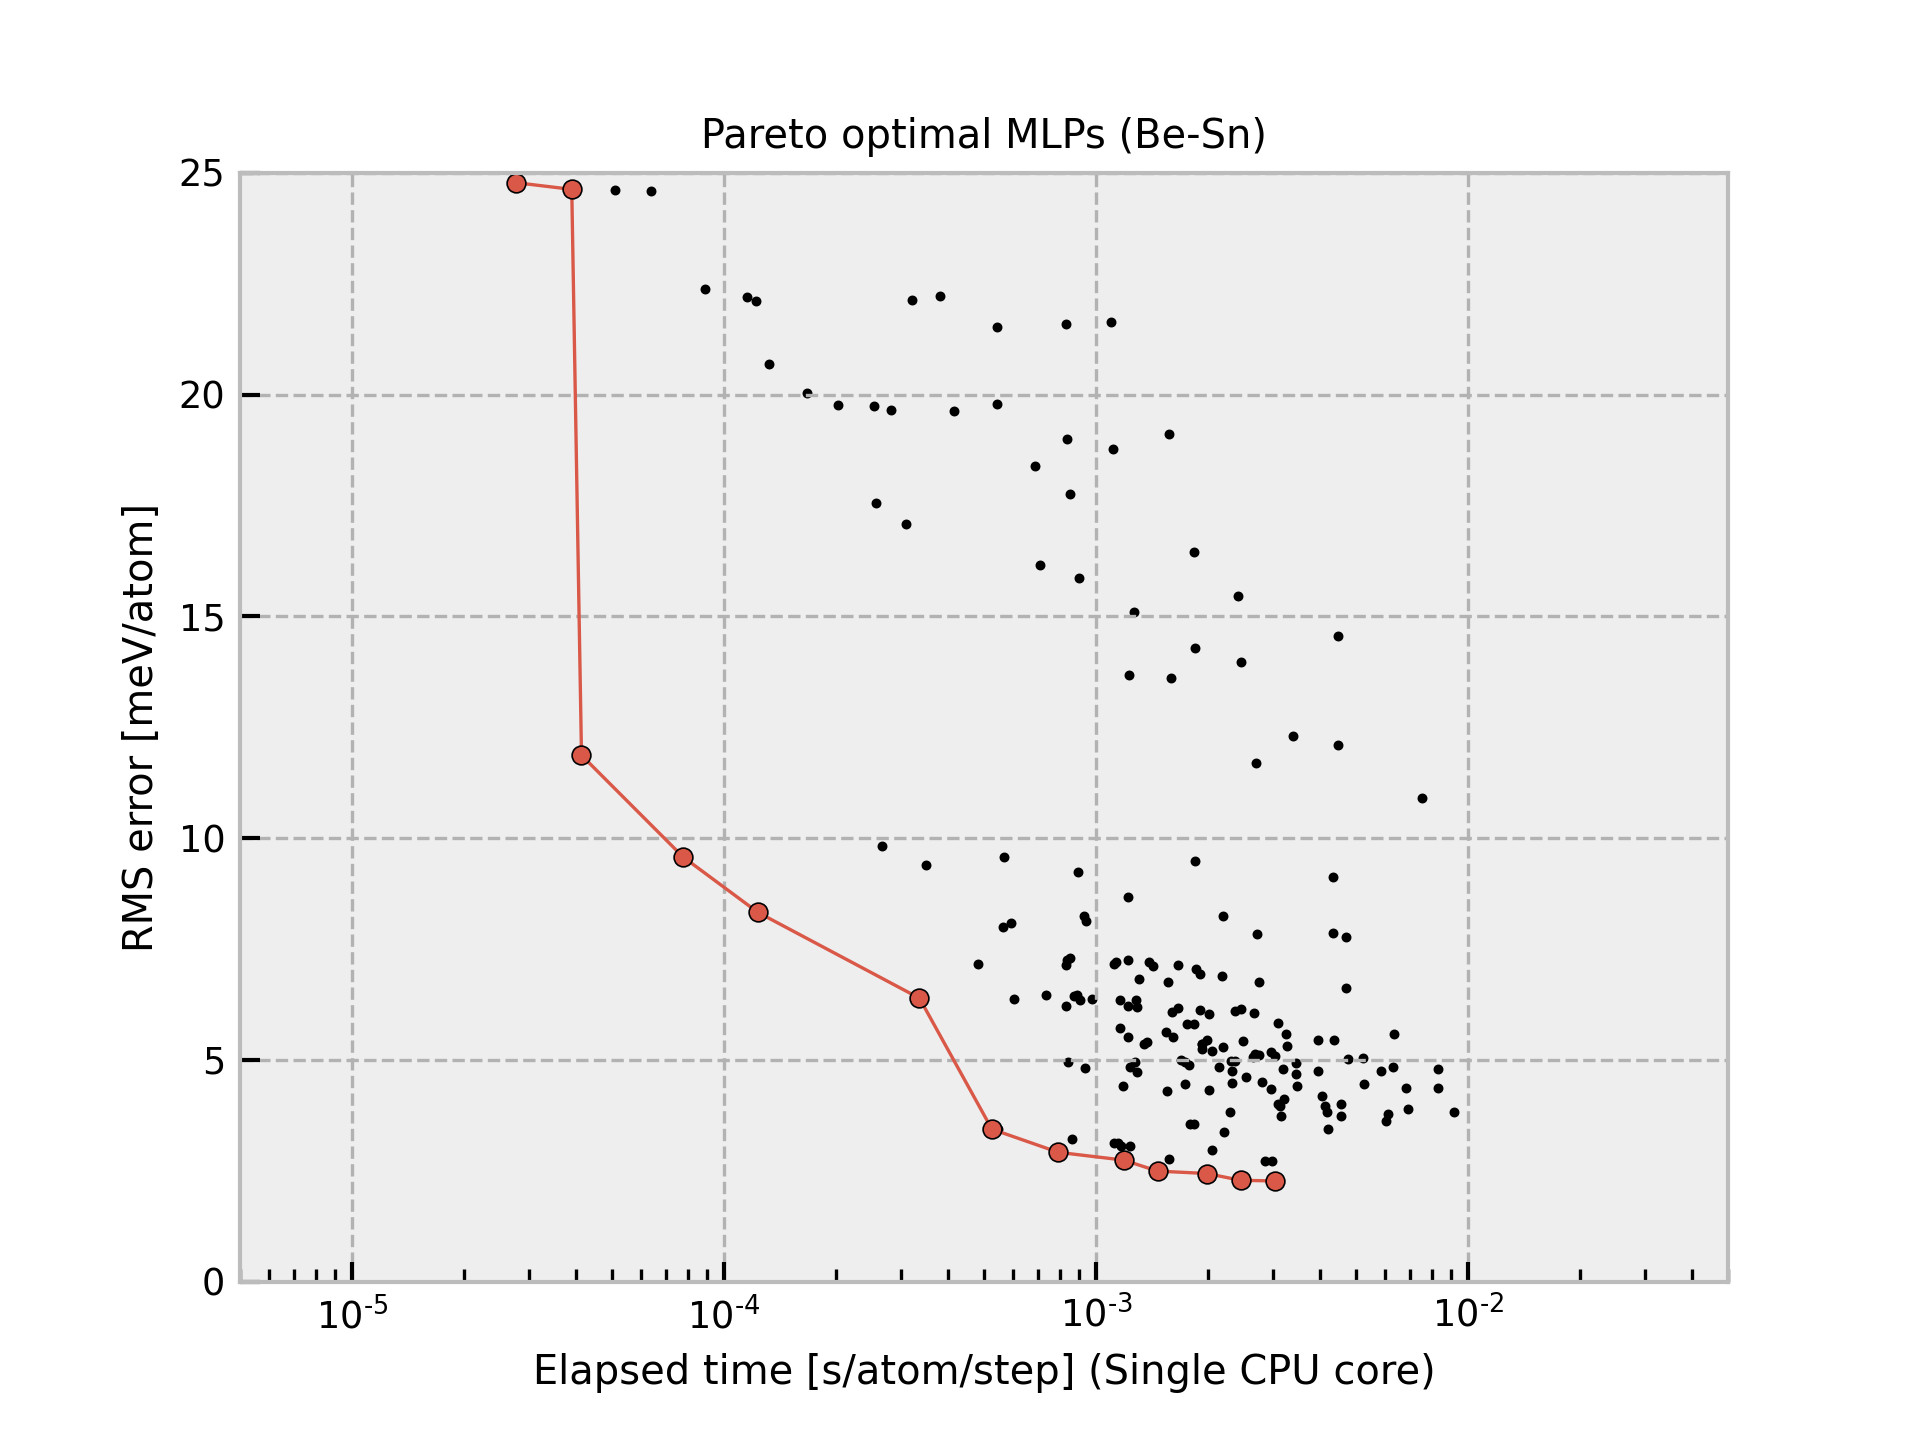 Pareto optimal MLPs (Be-Sn)
RMS error [meV/atom]
25
20
15
10
5
0
10-5 10-4 10-3 10-2
Elapsed time [s/atom/step] (Single CPU core)